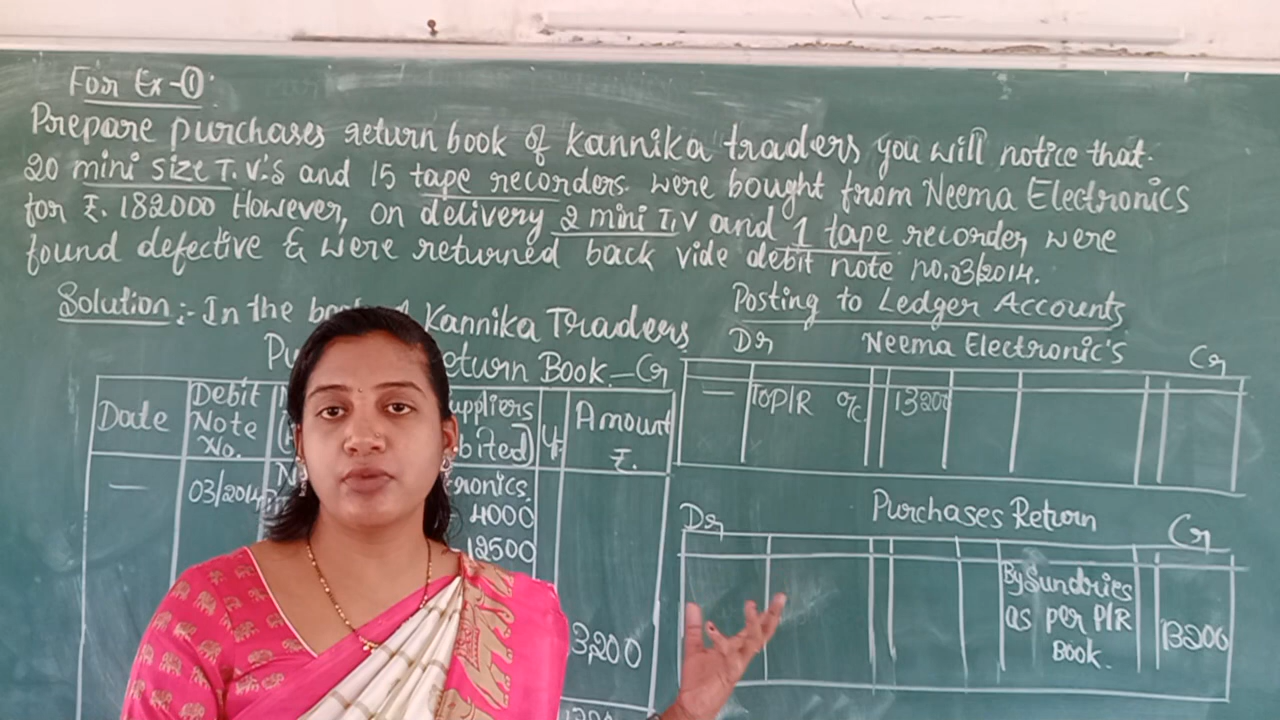 For Ex-①.
Prepare purchases return book of Kannika traders you will notice that.
20 mini size T.V.'s and 15 tape recorders were bought from Neema Electronics
for ₹. 182000 However, on delivery 2 mini T.V and 1 tape recorder were
found defective & were returned back vide debit note no.03/2014.
Solution:- In the Kannika Traders
Return Book.-Cr
Date
Debit Note No.
uppliers
bited)
Amount ₹.
—
03/2014
ronics.
4000
12500
3,200
Posting to Ledger Accounts
Dr Neema Electronic's Cr
— To P/R a/c. 13200
Purchases Return
Dr Cr
By Sundries
as per P/R
Book. 13200